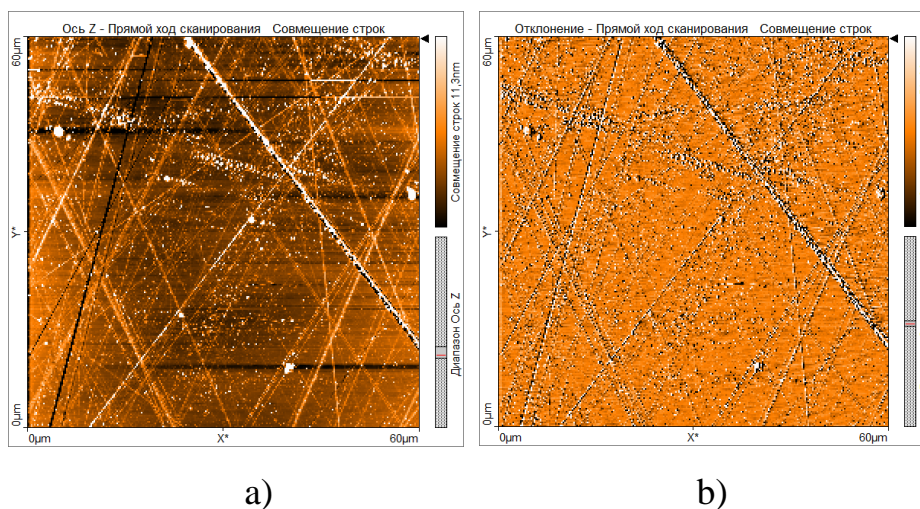 Ось Z - Прямой ход сканирования Совмещение строк
60µm
Y*
0µm
0µm
X*
60µm
Совмещение строк 11,3nm
Диапазон Ось Z
Отклонение - Прямой ход сканирования Совмещение строк
60µm
Y*
0µm
0µm
X*
60µm
a)
b)